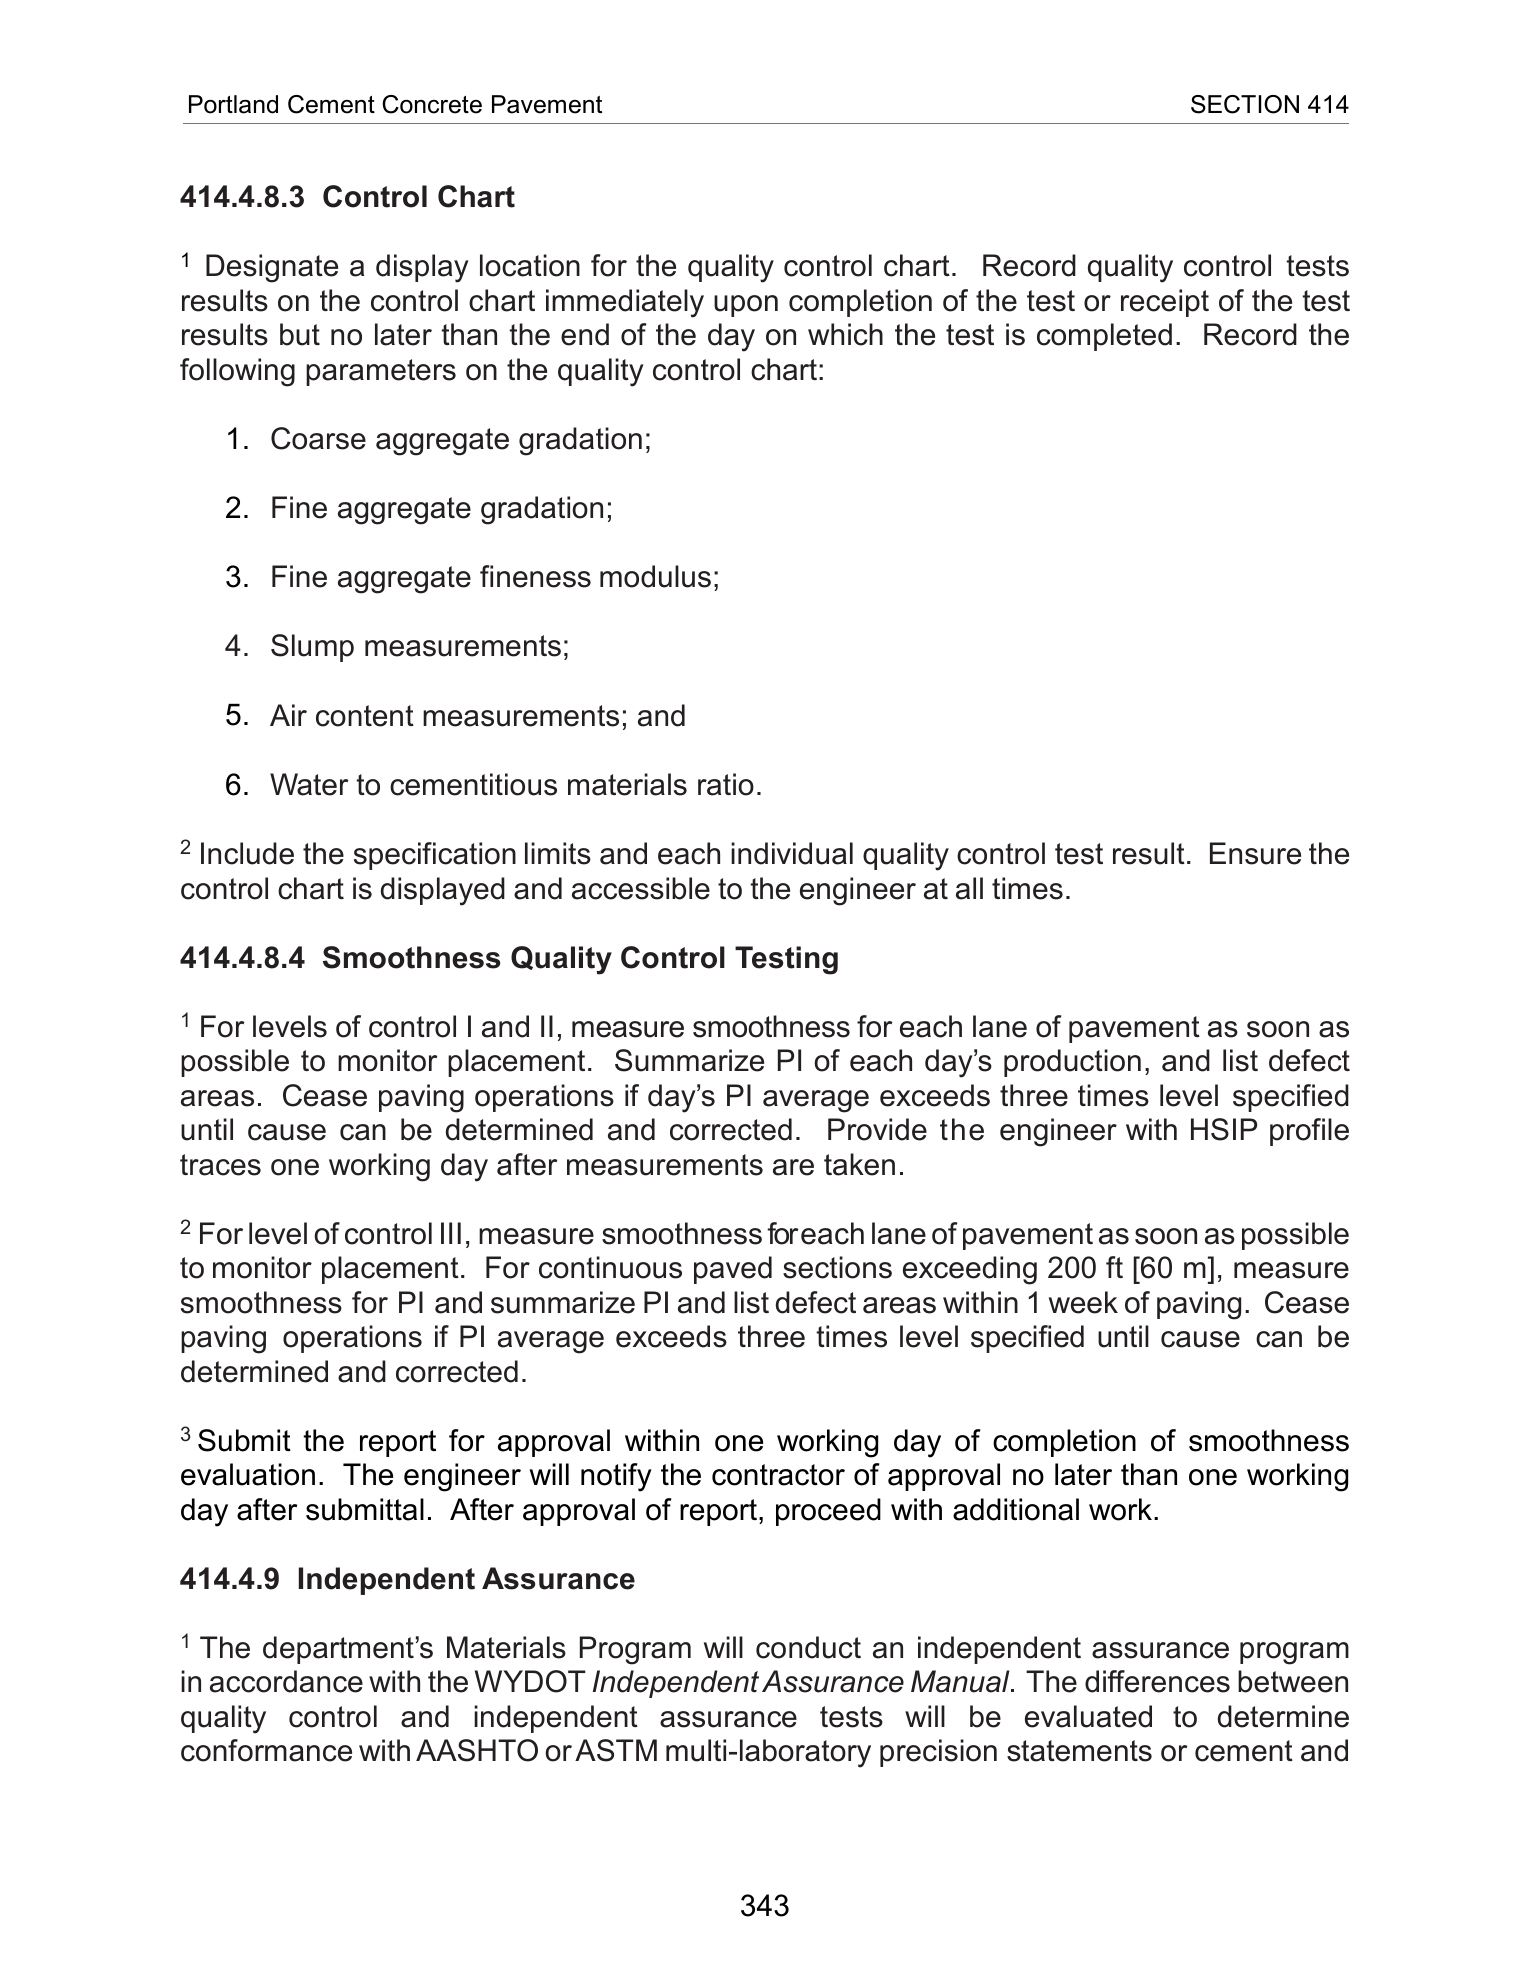 Portland Cement Concrete Pavement SECTION 414
414.4.8.3 Control Chart
1 Designate a display location for the quality control chart. Record quality control tests
results on the control chart immediately upon completion of the test or receipt of the test
results but no later than the end of the day on which the test is completed. Record the
following parameters on the quality control chart:
1. Coarse aggregate gradation;
2. Fine aggregate gradation;
3. Fine aggregate fineness modulus;
4. Slump measurements;
5. Air content measurements; and
6. Water to cementitious materials ratio.
2 Include the specification limits and each individual quality control test result. Ensure the
control chart is displayed and accessible to the engineer at all times.
414.4.8.4 Smoothness Quality Control Testing
1 For levels of control I and II, measure smoothness for each lane of pavement as soon as
possible to monitor placement. Summarize PI of each day’s production, and list defect
areas. Cease paving operations if day’s PI average exceeds three times level specified
until cause can be determined and corrected. Provide the engineer with HSIP profile
traces one working day after measurements are taken.
2 For level of control III, measure smoothness for each lane of pavement as soon as possible
to monitor placement. For continuous paved sections exceeding 200 ft [60 m], measure
smoothness for PI and summarize PI and list defect areas within 1 week of paving. Cease
paving operations if PI average exceeds three times level specified until cause can be
determined and corrected.
3 Submit the report for approval within one working day of completion of smoothness
evaluation. The engineer will notify the contractor of approval no later than one working
day after submittal. After approval of report, proceed with additional work.
414.4.9 Independent Assurance
1 The department’s Materials Program will conduct an independent assurance program
in accordance with the WYDOT Independent Assurance Manual. The differences between
quality control and independent assurance tests will be evaluated to determine
conformance with AASHTO or ASTM multi-laboratory precision statements or cement and
343